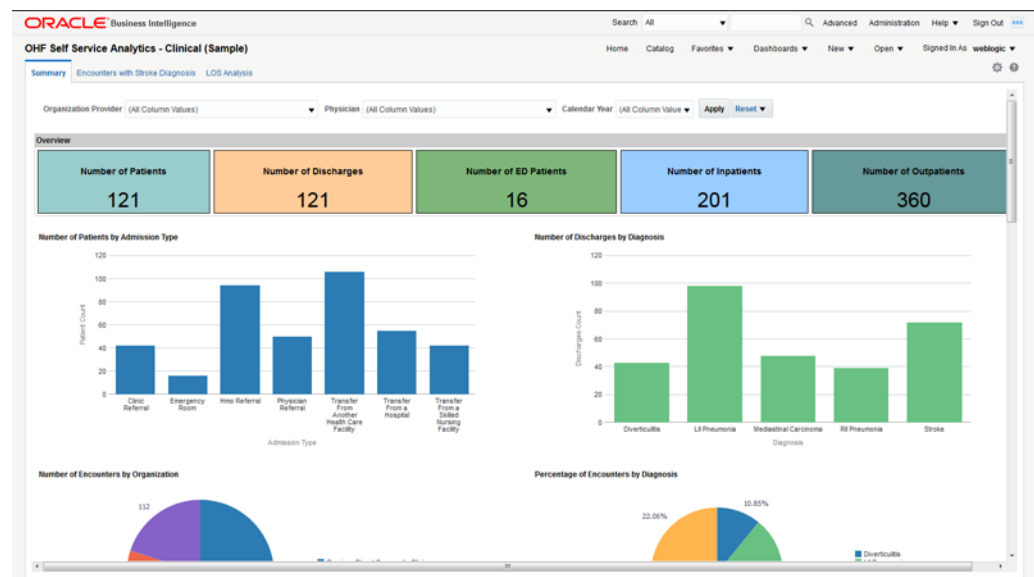 ORACLE Business Intelligence
Search All Advanced Administration Help Sign Out
OHF Self Service Analytics - Clinical (Sample)
Home Catalog Favorites Dashboards New Open Signed In As weblogic
Summary Encounters with Stroke Diagnosis LOS Analysis
Organization Provider (All Column Values) Physician (All Column Values) Calendar Year (All Column Value Apply Reset
Overview
Number of Patients Number of Discharges Number of ED Patients Number of Inpatients Number of Outpatients
121 121 16 201 360
Number of Patients by Admission Type
120
100
80
60
40
20
0
Patient Count
Clinic Referral
Emergency Room
Hmo Referral
Physician Referral
Transfer From Another Health Care Facility
Transfer From a Hospital
Transfer From a Skilled Nursing Facility
Admission Type
Number of Discharges by Diagnosis
120
100
80
60
40
20
0
Discharges Count
Diverticulitis
Mediastinal Carcinoma
Stroke
Diagnosis
Number of Encounters by Organization
112
Percentage of Encounters by Diagnosis
22.06%
10.85%
Diverticulitis